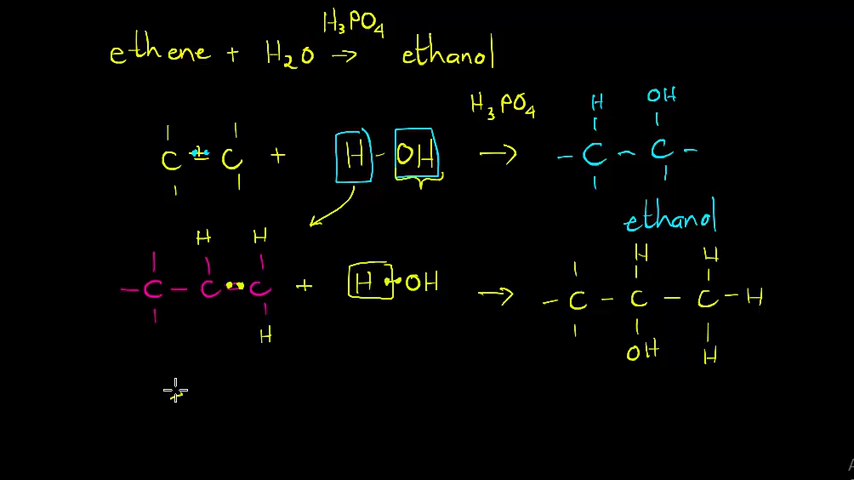 H₃PO₄
ethene + H₂O → ethanol
H₃PO₄ H OH
C = C + H - OH → - C - C -
ethanol
H H H H
- C - C = C + H OH → - C - C - C - H
H OH H